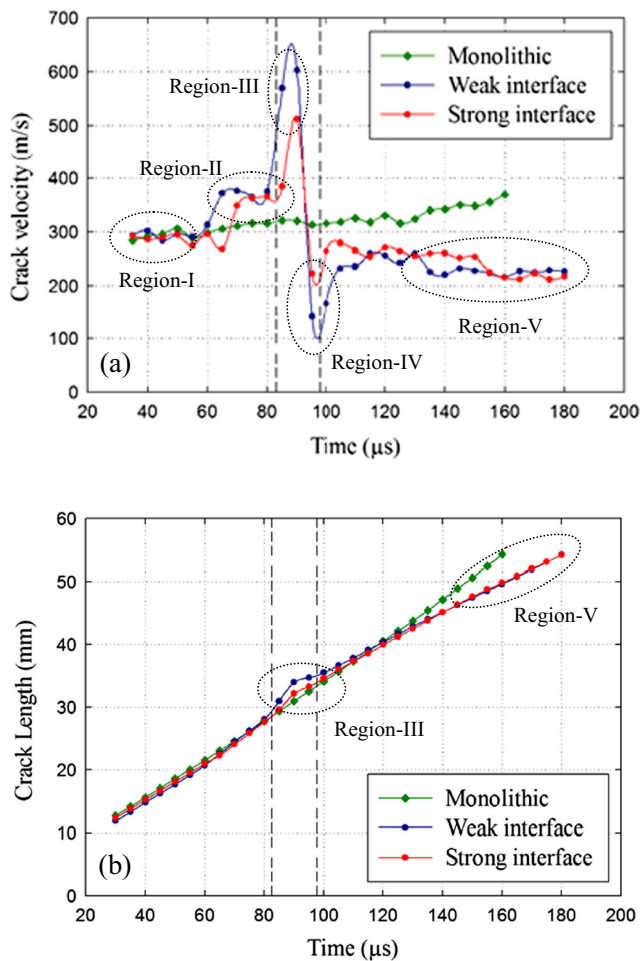 700
600
500
400
300
200
100
0
Crack velocity (m/s)
Monolithic
Weak interface
Strong interface
Region-III
Region-II
Region-I
Region-IV
Region-V
(a)
20 40 60 80 100 120 140 160 180 200
Time (μs)
60
50
40
30
20
10
0
Crack Length (mm)
Region-V
Region-III
Monolithic
Weak interface
Strong interface
(b)
20 40 60 80 100 120 140 160 180 200
Time (μs)